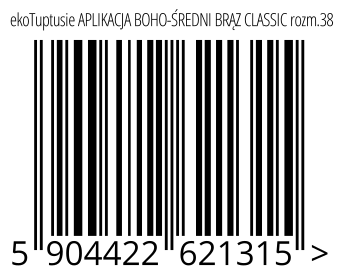 ekoTuptusie APLIKACJA BOHO-ŚREDNI BRĄZ CLASSIC rozm.38
5 904422 621315 >